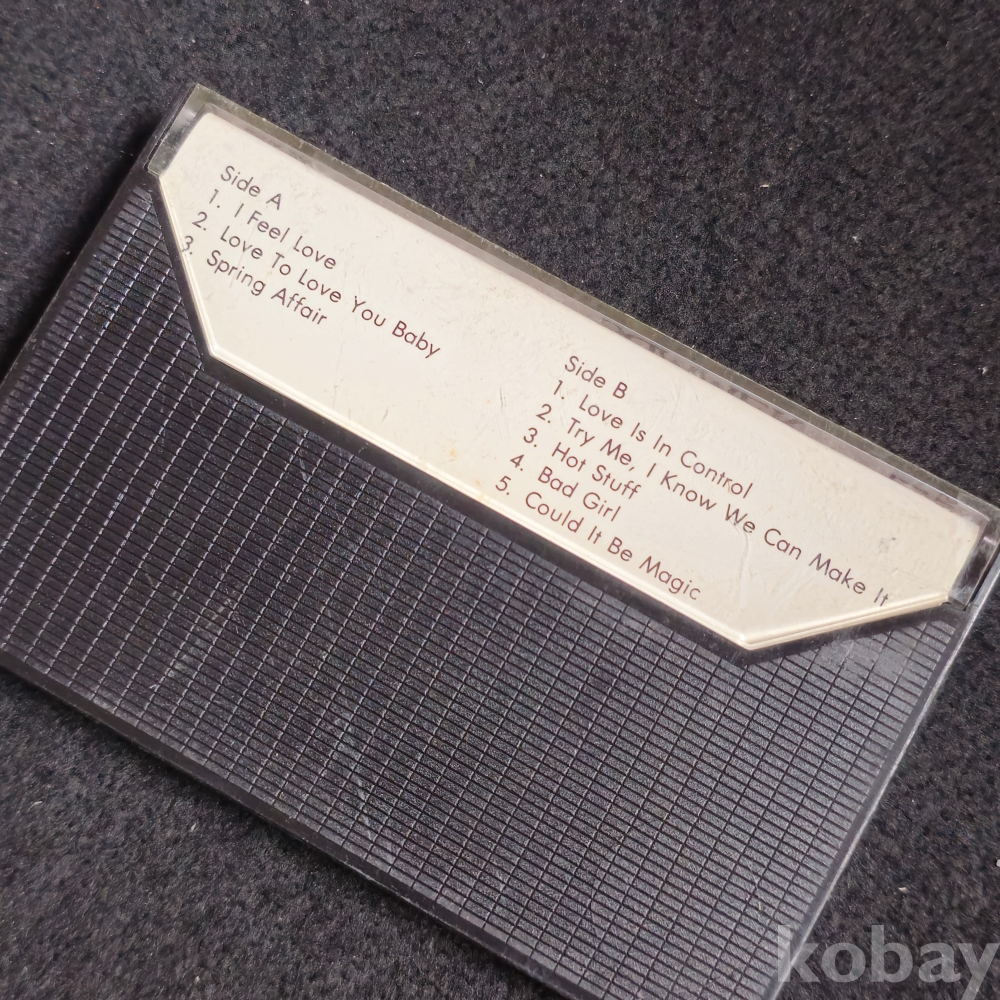 Side A
1. I Feel Love
2. Love To Love You Baby
3. Spring Affair
Side B
1. Love Is In Control
2. Try Me, I Know We Can Make It
3. Hot Stuff
4. Bad Girl
5. Could It Be Magic
kobay